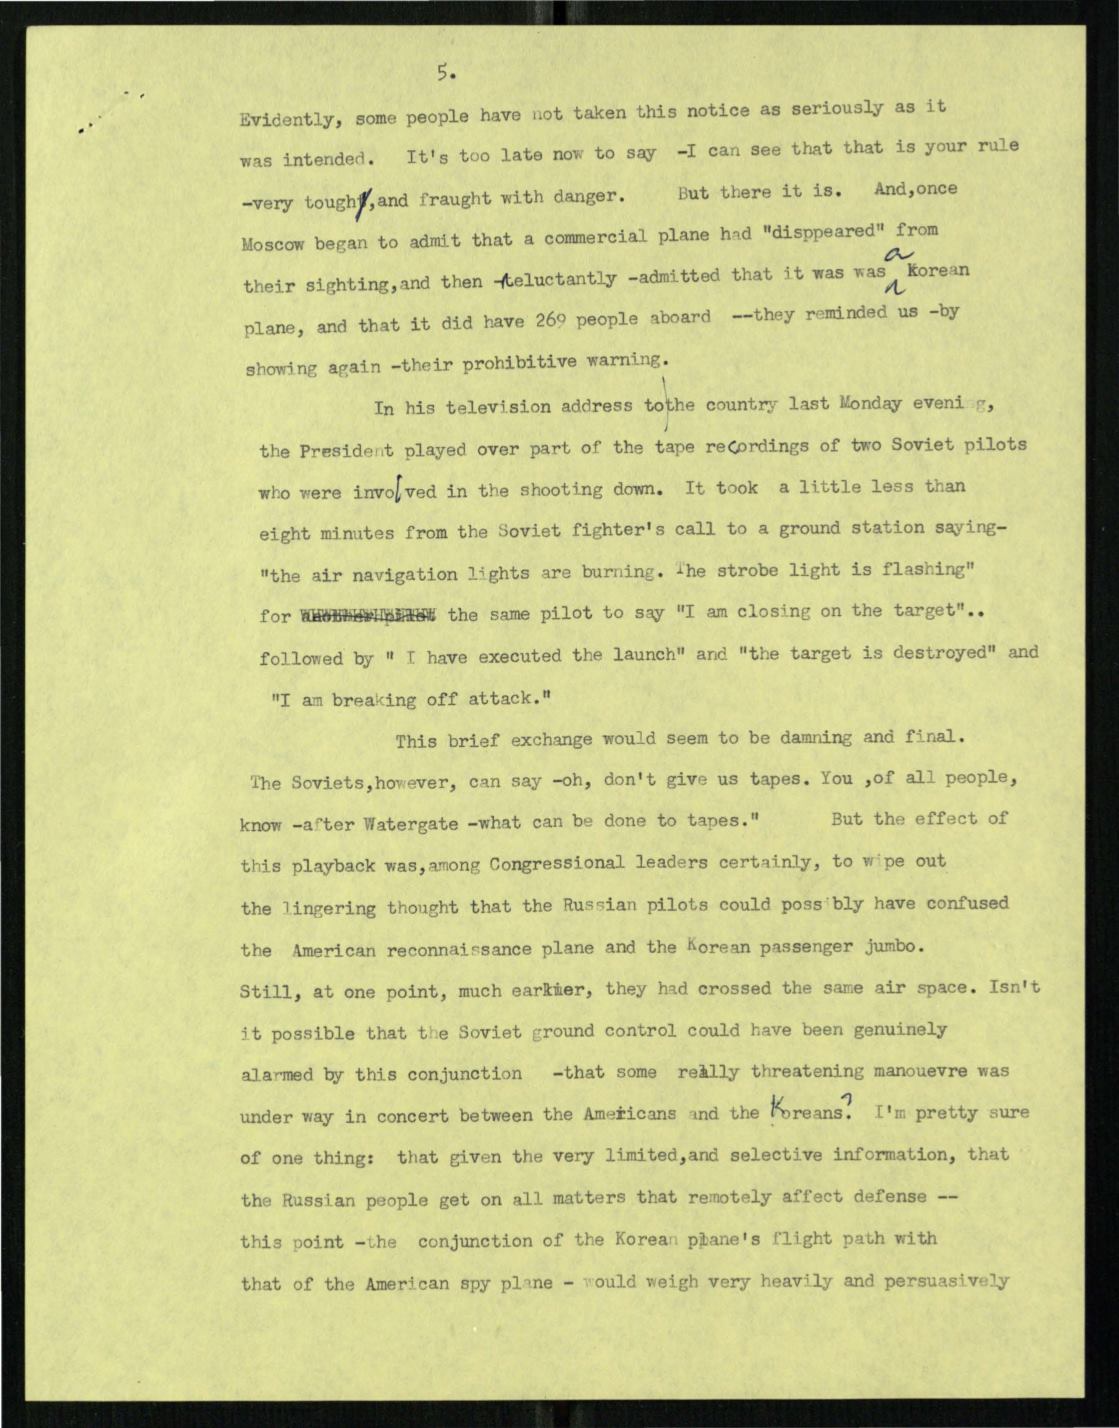 5.
Evidently, some people have not taken this notice as seriously as it
was intended.   It's too late now to say -I can see that that is your rule
-very tough,and fraught with danger.     But there it is.   And,once
Moscow began to admit that a commercial plane had "disppeared" from
their sighting,and then -reluctantly -admitted that it was was a Korean
plane, and that it did have 269 people aboard  --they reminded us -by
showing again -their prohibitive warning.
In his television address to the country last Monday evening,
the President played over part of the tape recordings of two Soviet pilots
who were involved in the shooting down.  It took  a little less than
eight minutes from the Soviet fighter's call to a ground station saying-
"the air navigation lights are burning. The strobe light is flashing"
for the same pilot to say "I am closing on the target"..
followed by " I have executed the launch" and "the target is destroyed" and
"I am breaking off attack."
This brief exchange would seem to be damning and final.
The Soviets,however, can say -oh, don't give us tapes. You ,of all people,
know -after Watergate -what can be done to tapes."      But the effect of
this playback was,among Congressional leaders certainly, to wipe out
the lingering thought that the Russian pilots could possibly have confused
the  American reconnaissance plane and the Korean passenger jumbo.
Still, at one point, much earlier, they had crossed the same air space. Isn't
it possible that the Soviet ground control could have been genuinely
alarmed by this conjunction   -that some really threatening manouevre was
under way in concert between the Americans and the Koreans?  I'm pretty sure
of one thing:  that given the very limited,and selective information, that
the Russian people get on all matters that remotely affect defense --
this point -the  conjunction of the Korean plane's flight path with
that of the American spy plane - would weigh very heavily and persuasively